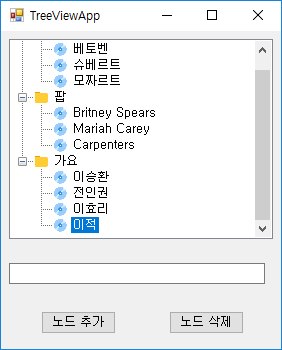 TreeViewApp
베토벤
슈베르트
모짜르트
팝
Britney Spears
Mariah Carey
Carpenters
가요
이승환
전인권
이효리
이적
노드 추가
노드 삭제